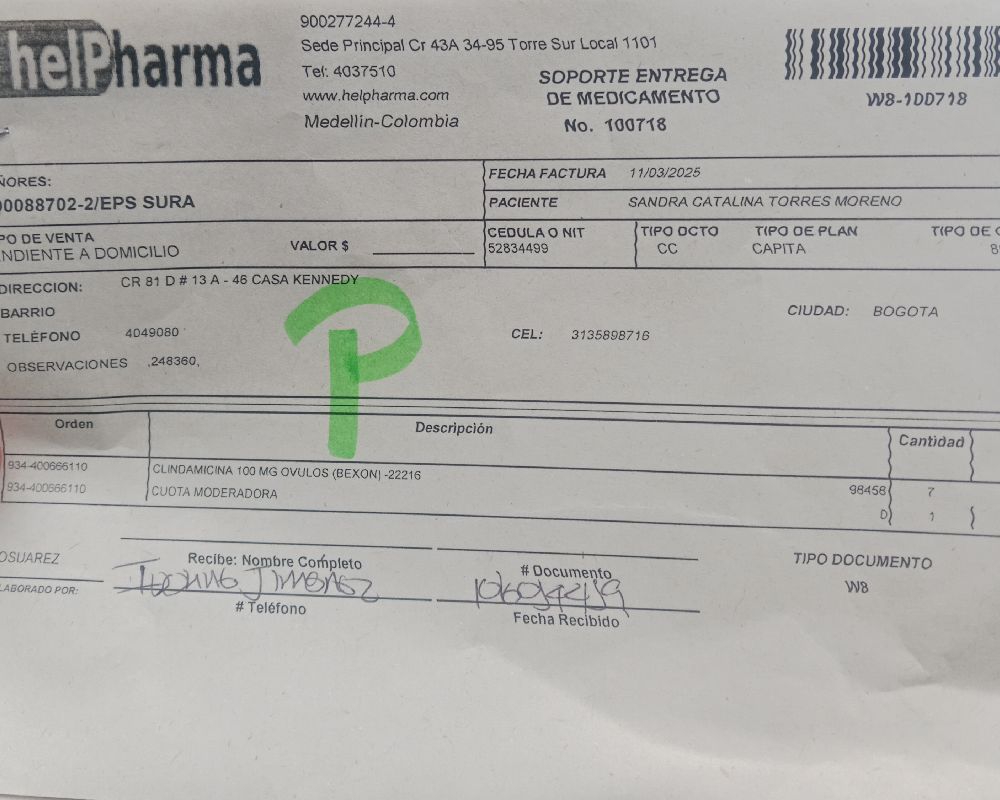 helPharma
900277244-4
Sede Principal Cr 43A 34-95 Torre Sur Local 1101
Tel: 4037510
www.helpharma.com
Medellín-Colombia
SOPORTE ENTREGA
DE MEDICAMENTO
No. 100718
W8-100718
ÑORES:
00088702-2/EPS SURA
FECHA FACTURA 11/03/2025
PACIENTE SANDRA CATALINA TORRES MORENO
PO DE VENTA
NDIENTE A DOMICILIO
VALOR $
CEDULA O NIT
52834499
TIPO DCTO
CC
TIPO DE PLAN
CAPITA
TIPO DE
DIRECCION: CR 81 D # 13 A - 46 CASA KENNEDY
BARRIO
CIUDAD: BOGOTA
TELÉFONO 4049080
CEL: 3135898716
OBSERVACIONES ,248360,
P
Orden Descripción Cantidad
934-400666110 CLINDAMICINA 100 MG OVULOS (BEXON) -22216 98458 7
934-400666110 CUOTA MODERADORA 0 1
OSUAREZ
LABORADO POR:
Recibe: Nombre Completo
JIMENEZ
# Teléfono
# Documento
Fecha Recibido
TIPO DOCUMENTO
W8